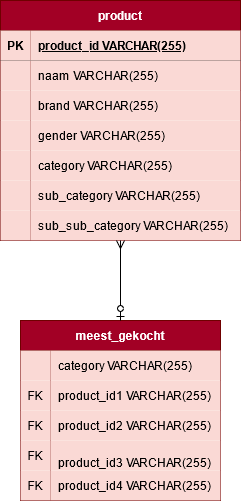 product
PK product_id VARCHAR(255)
naam VARCHAR(255)
brand VARCHAR(255)
gender VARCHAR(255)
category VARCHAR(255)
sub_category VARCHAR(255)
sub_sub_category VARCHAR(255)
meest_gekocht
category VARCHAR(255)
FK product_id1 VARCHAR(255)
FK product_id2 VARCHAR(255)
FK product_id3 VARCHAR(255)
FK product_id4 VARCHAR(255)